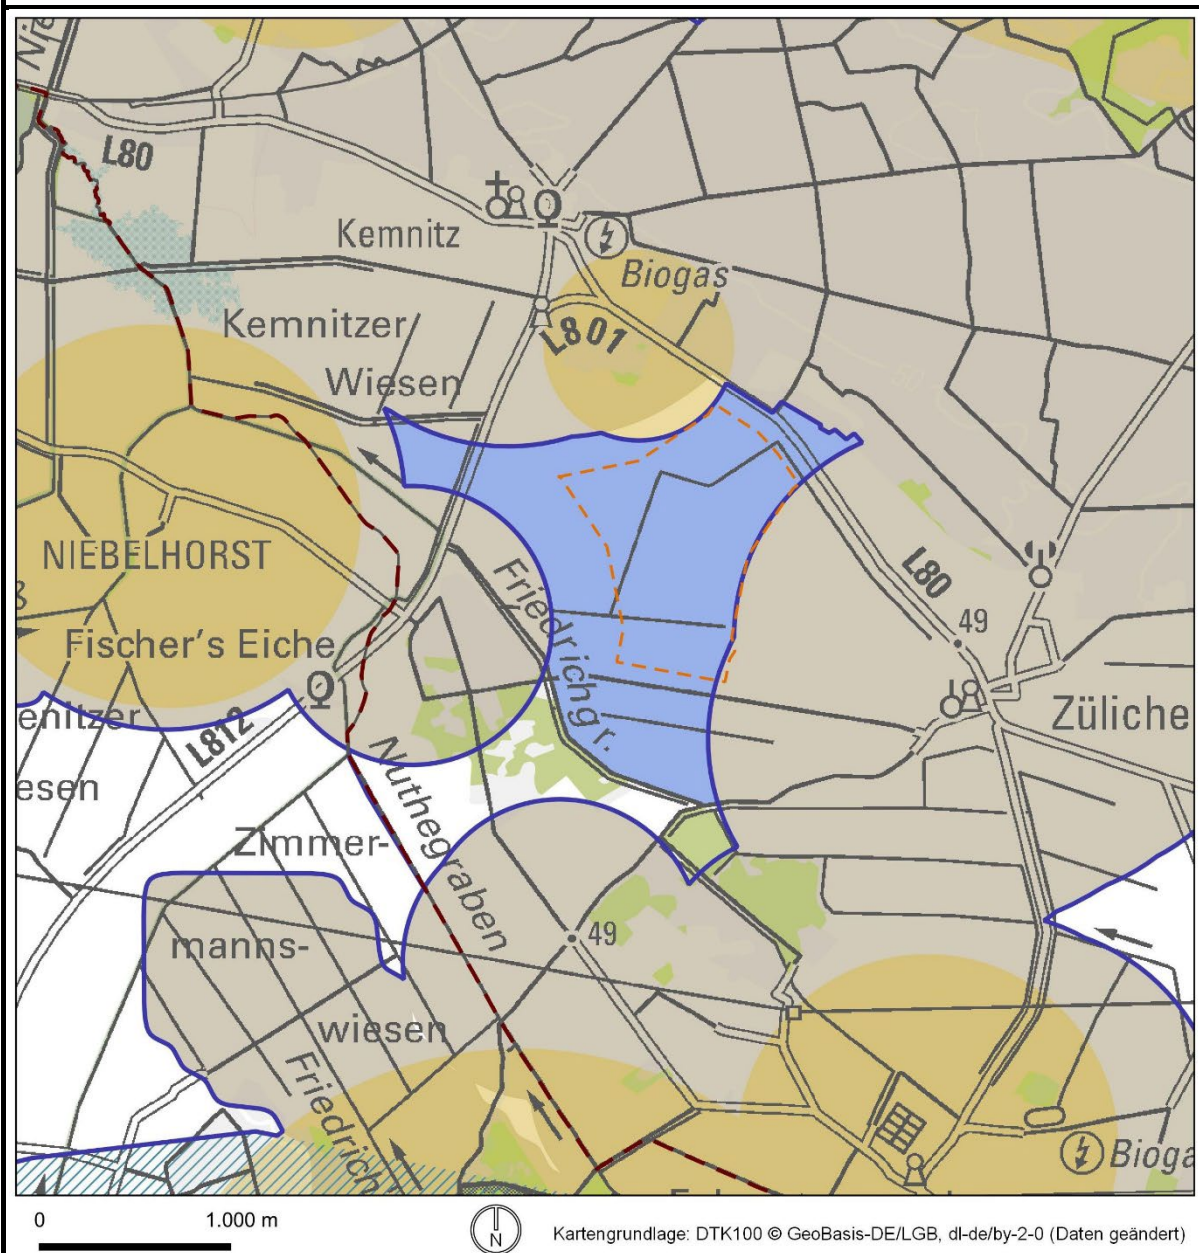 Nie
L80
Kemnitz
Biogas
L801
Kemnitzer
Wiesen
50
NIEBELHORST
Friedrichgr.
L80
49
Fischer's Eiche
enitzer
L812
Züliche
esen
Nuthegraben
Zimmer-
49
manns-
wiesen
Friedrich
Bioga
0 1.000 m
N
Kartengrundlage: DTK100 © GeoBasis-DE/LGB, dl-de/by-2-0 (Daten geändert)